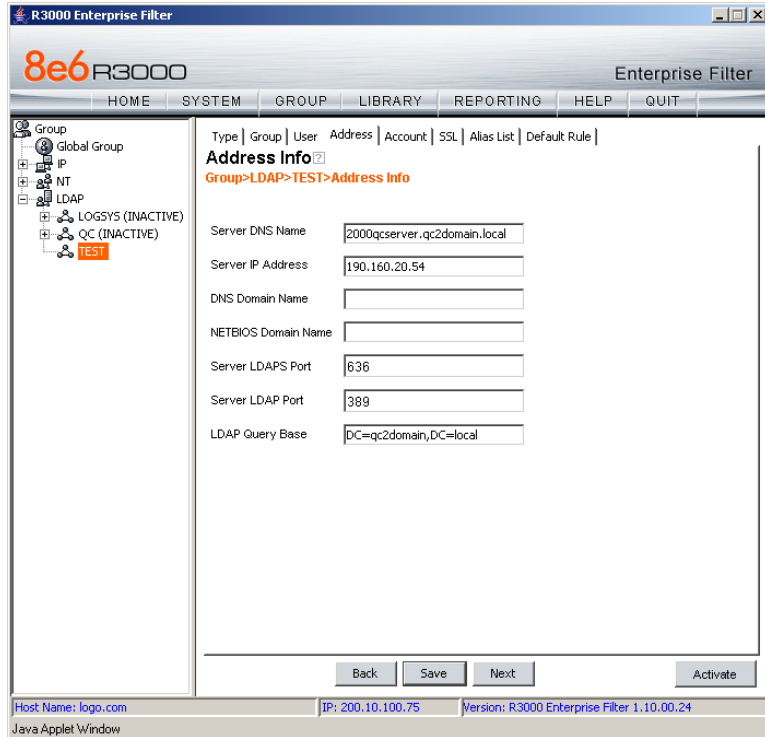 R3000 Enterprise Filter
8e6 R3000
Enterprise Filter
HOME SYSTEM GROUP LIBRARY REPORTING HELP QUIT
Group
Global Group
IP
NT
LDAP
LOGSYS (INACTIVE)
QC (INACTIVE)
TEST
Type | Group | User Address | Account | SSL | Alias List | Default Rule |
Address Info ?
Group>LDAP>TEST>Address Info
Server DNS Name 2000qcserver.qc2domain.local
Server IP Address 190.160.20.54
DNS Domain Name
NETBIOS Domain Name
Server LDAPS Port 636
Server LDAP Port 389
LDAP Query Base DC=qc2domain,DC=local
Back Save Next Activate
Host Name: logo.com IP: 200.10.100.75 Version: R3000 Enterprise Filter 1.10.00.24
Java Applet Window